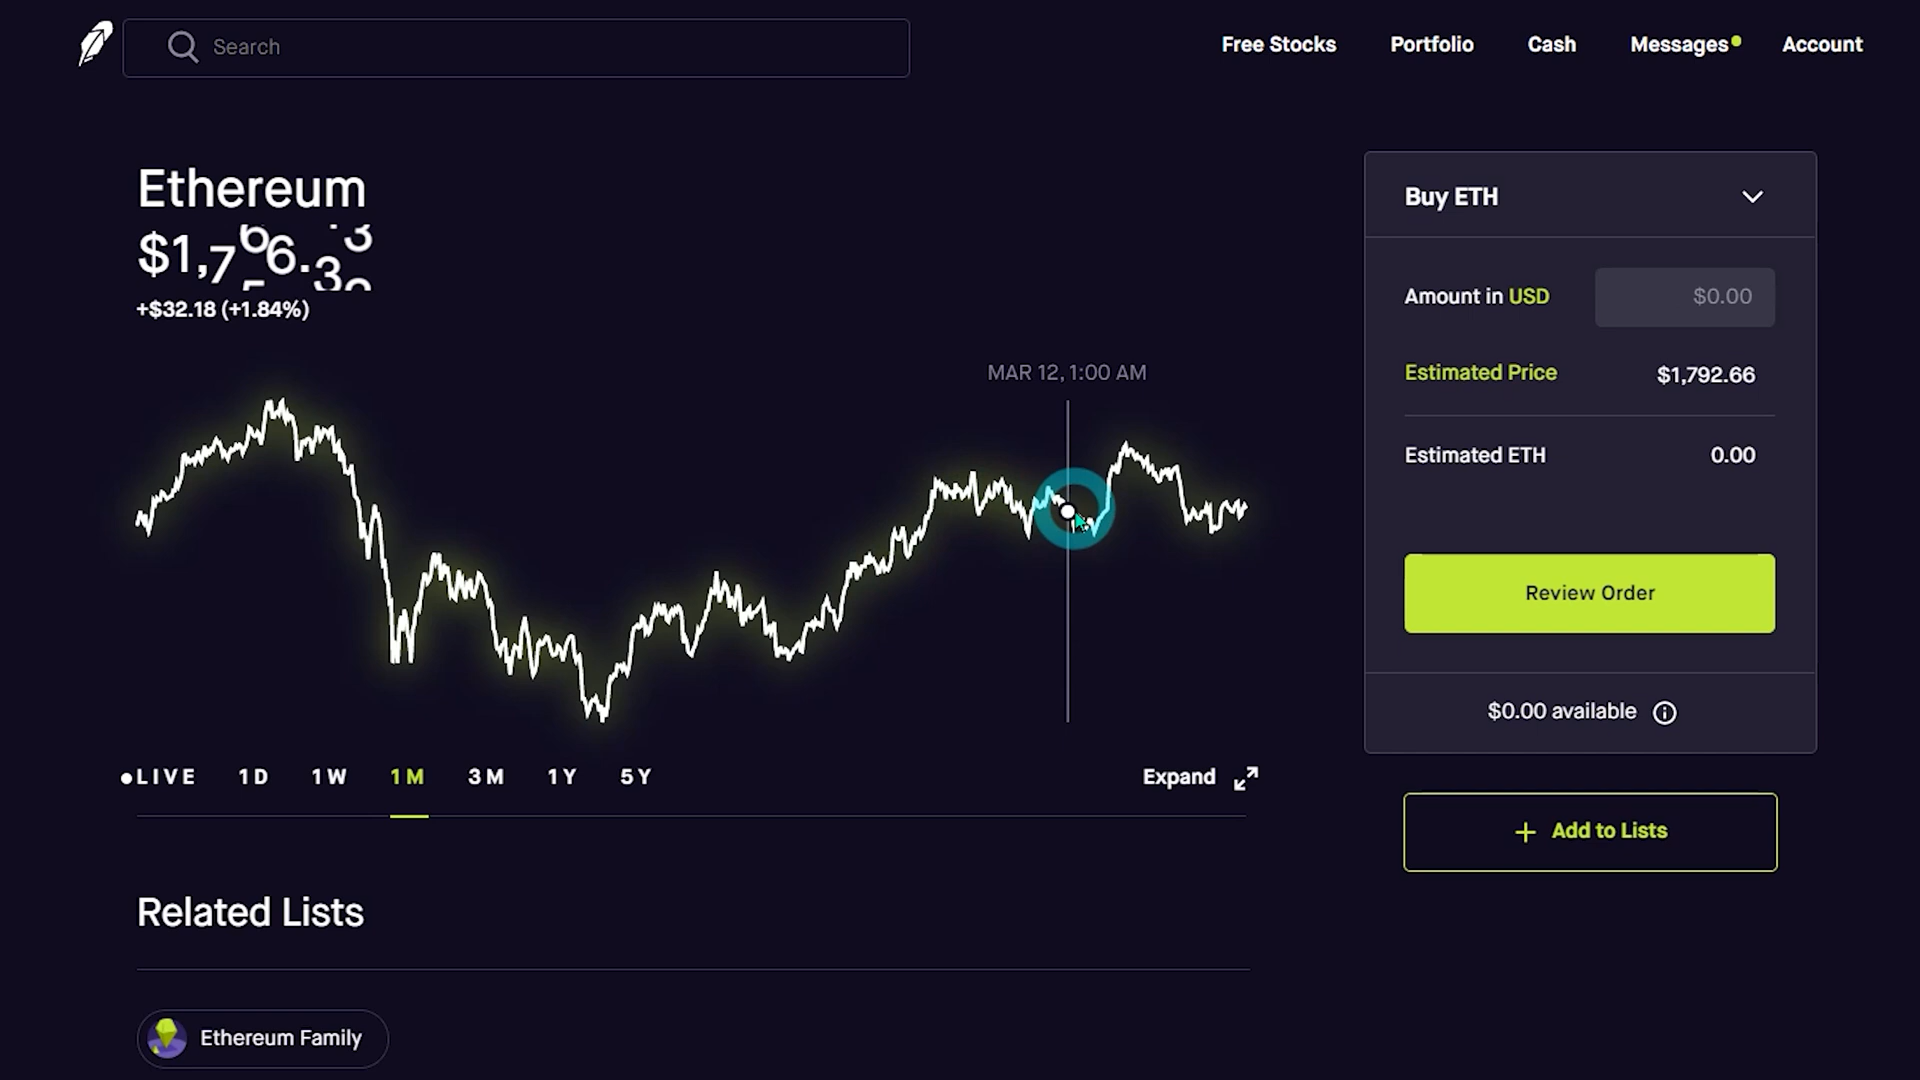 Search
Free Stocks
Portfolio
Cash
Messages
Account
Ethereum
+$32.18 (+1.84%)
MAR 12, 1:00 AM
LIVE
1D
1W
1M
3M
1Y
5Y
Expand
Related Lists
Ethereum Family
Buy ETH
Amount in USD
$0.00
Estimated Price
$1,792.66
Estimated ETH
0.00
Review Order
$0.00 available
Add to Lists